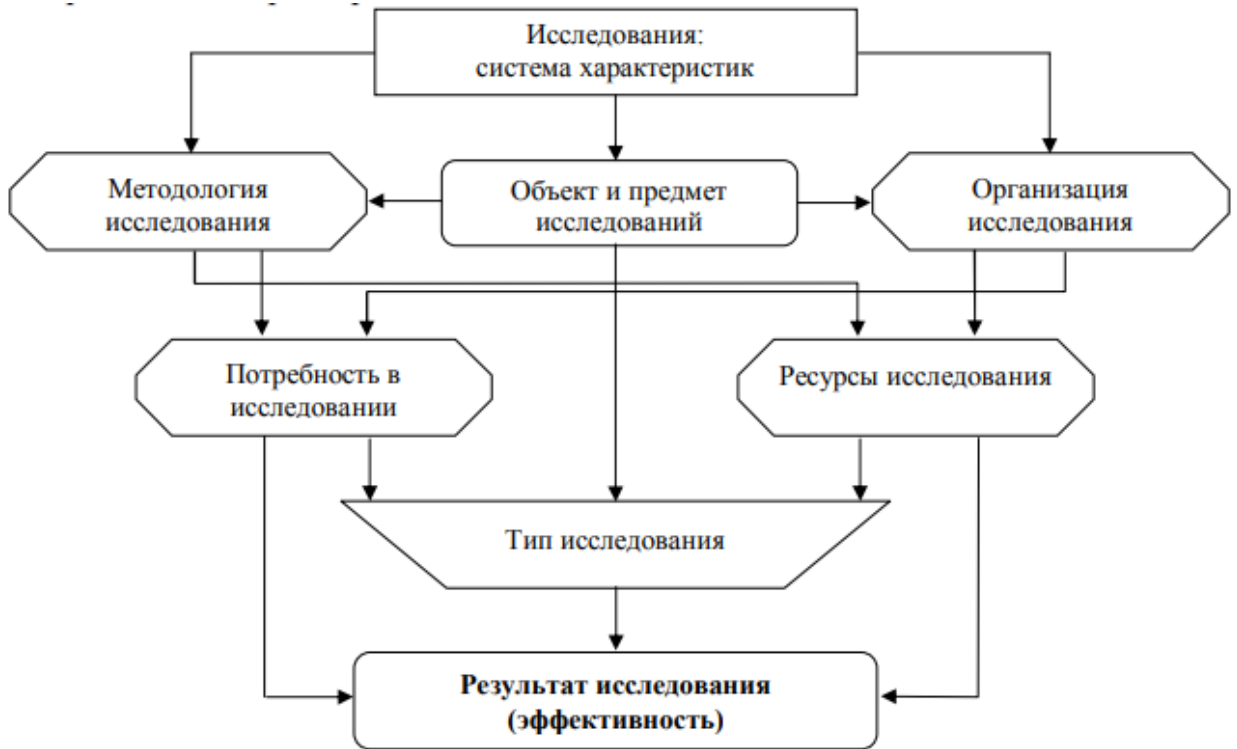 Исследования:
система характеристик
Методология
исследования
Объект и предмет
исследований
Организация
исследования
Потребность в
исследовании
Ресурсы исследования
Тип исследования
Результат исследования
(эффективность)